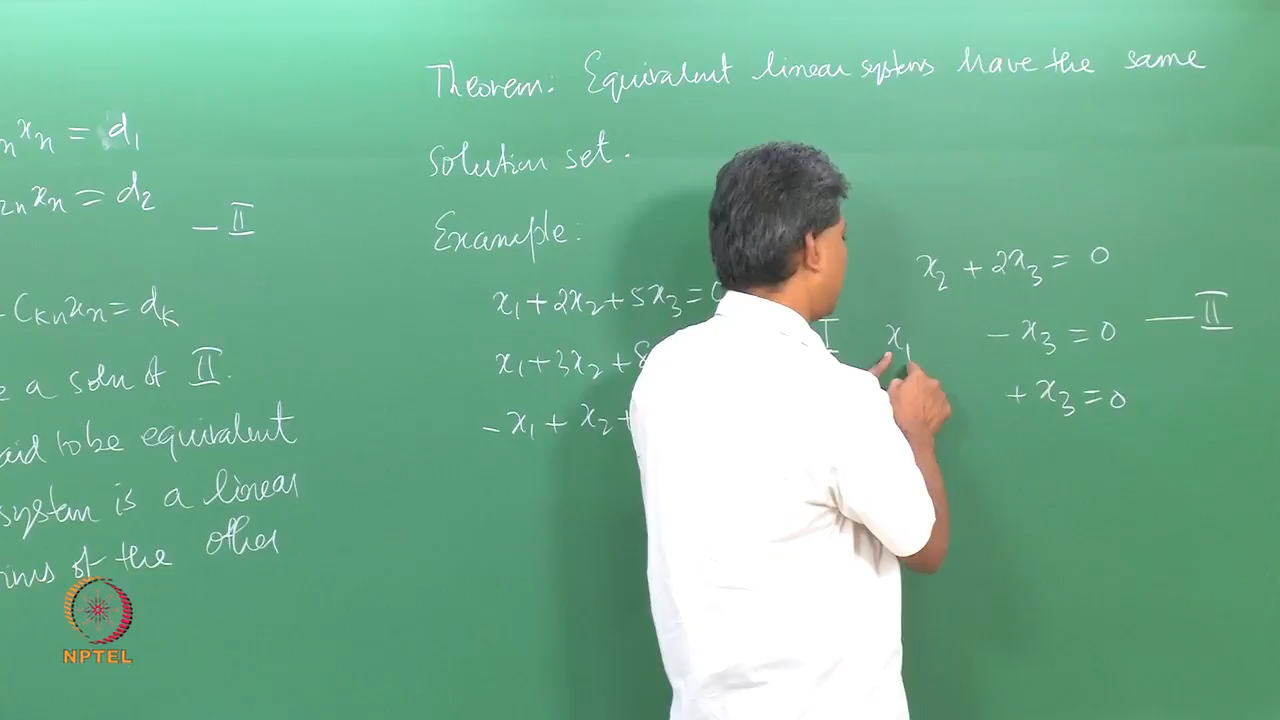 nxn = d1
2nxn = d2
– II
- Cknxn = dk
e a soln of II.
aid to be equivalent
system is a linear
of the other
Theorem: Equivalent linear systems have the same
solution set.
Example:
x1 + 2x2 + 5x3 = 0
x1 + 3x2 + 8
– x1 + x2 +
I
x2 + 2x3 = 0
x1 – x3 = 0
+ x3 = 0
— II
NPTEL